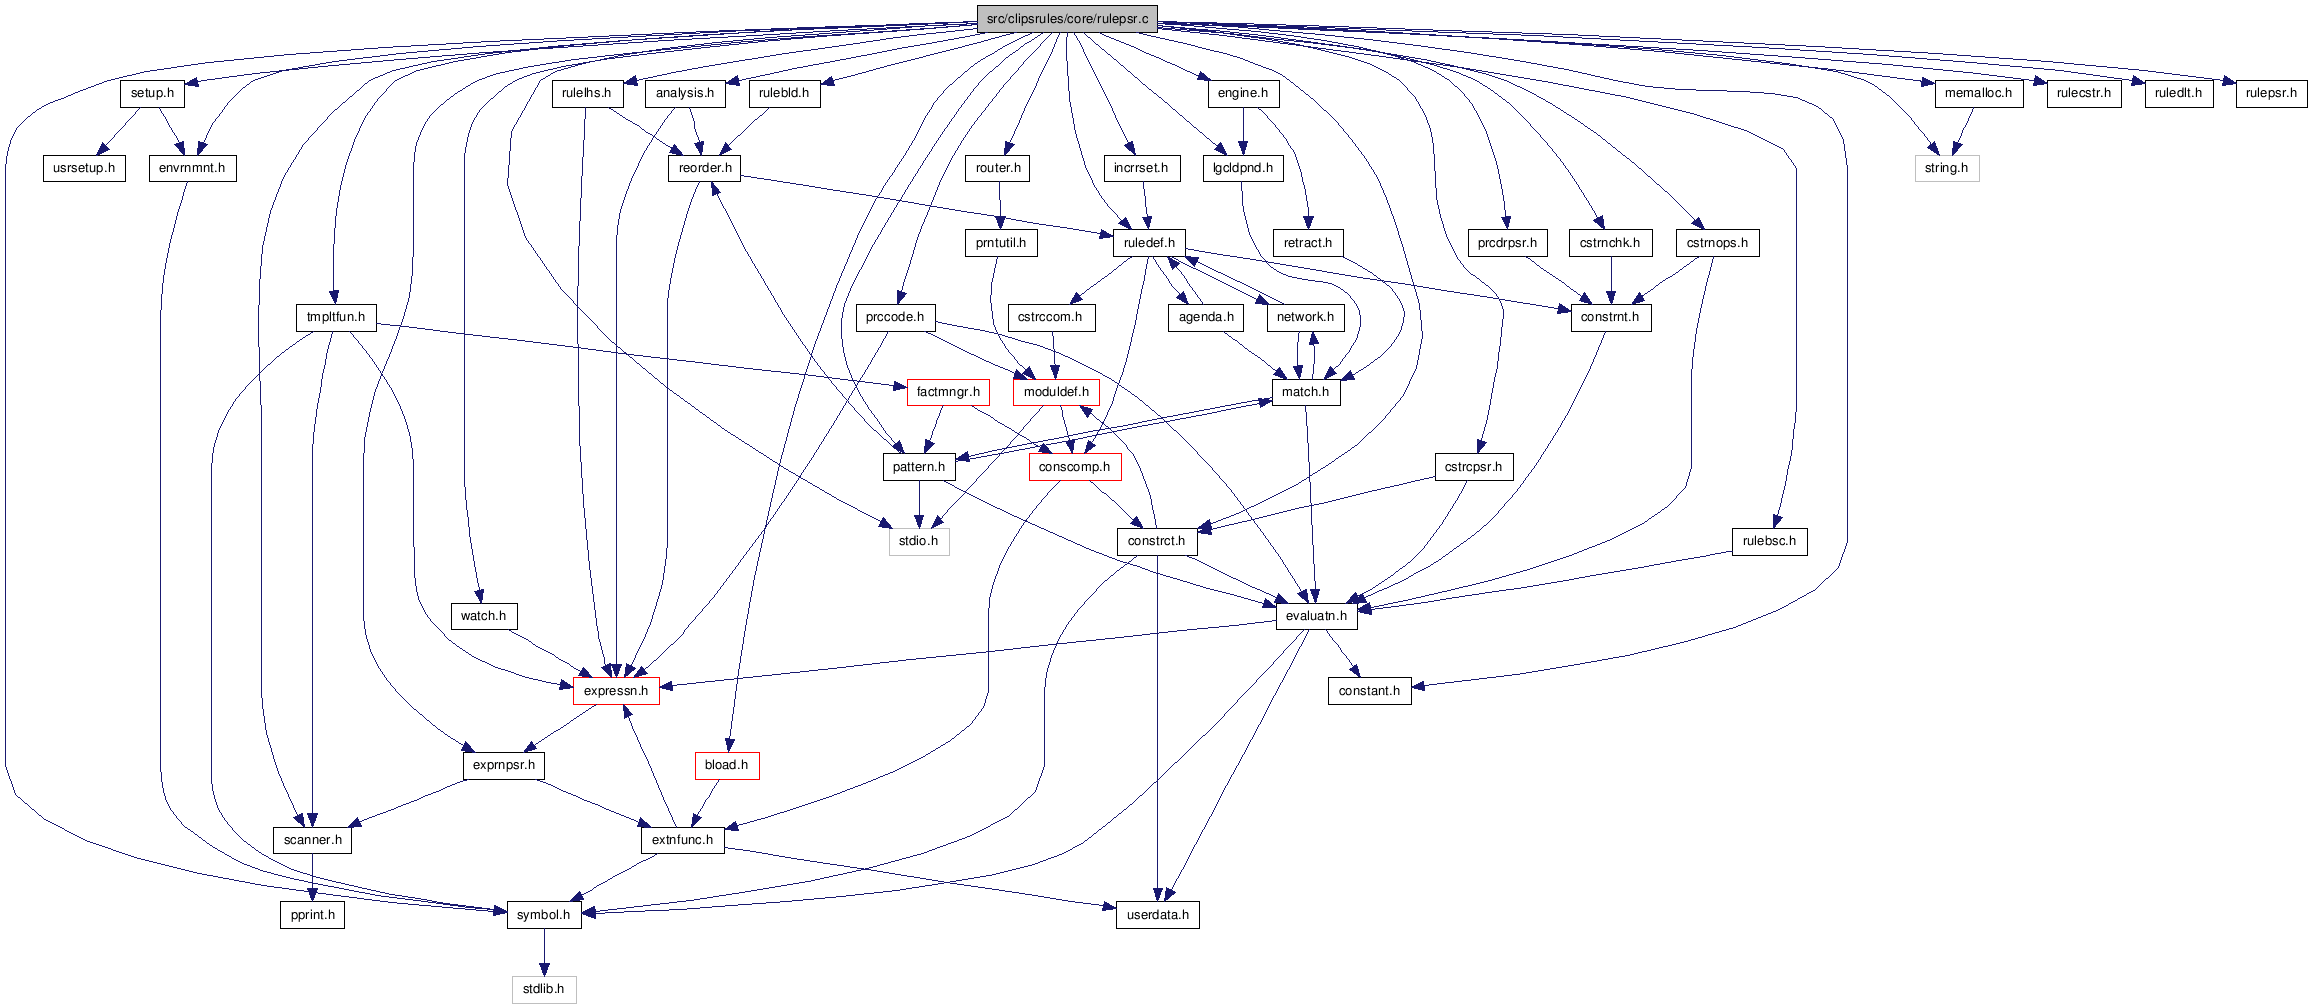 src/clipsrules/core/rulepsr.c
setup.h
rulelhs.h
analysis.h
rulebld.h
engine.h
memalloc.h
rulecstr.h
ruledlt.h
rulepsr.h
usrsetup.h
envrnmnt.h
reorder.h
router.h
incrrset.h
lgcldpnd.h
string.h
prntutil.h
ruledef.h
retract.h
prcdrpsr.h
cstrnchk.h
cstrnops.h
tmpltfun.h
prccode.h
cstrccom.h
agenda.h
network.h
constrnt.h
factmngr.h
moduldef.h
match.h
pattern.h
conscomp.h
cstrcpsr.h
stdio.h
constrct.h
rulebsc.h
watch.h
evaluatn.h
expressn.h
constant.h
exprnpsr.h
bload.h
scanner.h
extnfunc.h
pprint.h
symbol.h
userdata.h
stdlib.h